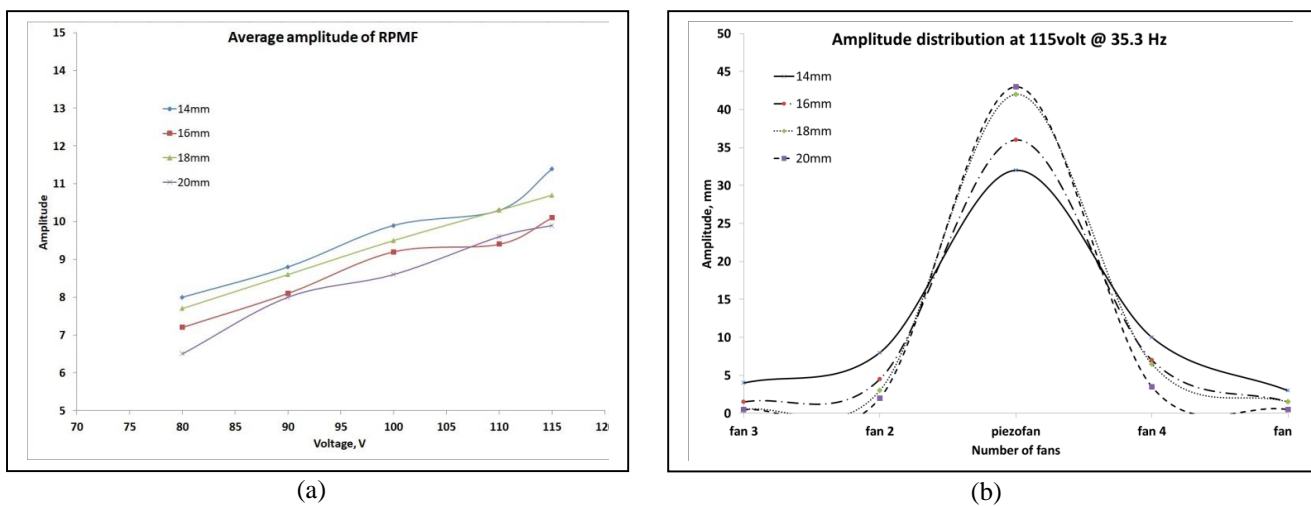 Average amplitude of RPMF
15
14
13
12
11
10
9
8
7
6
5
Amplitude
14mm
16mm
18mm
20mm
70
75
80
85
90
95
100
105
110
115
120
Voltage, V
(a)
Amplitude distribution at 115volt @ 35.3 Hz
50
45
40
35
30
25
20
15
10
5
0
Amplitude, mm
14mm
16mm
18mm
20mm
fan 3
fan 2
piezofan
fan 4
fan
Number of fans
(b)